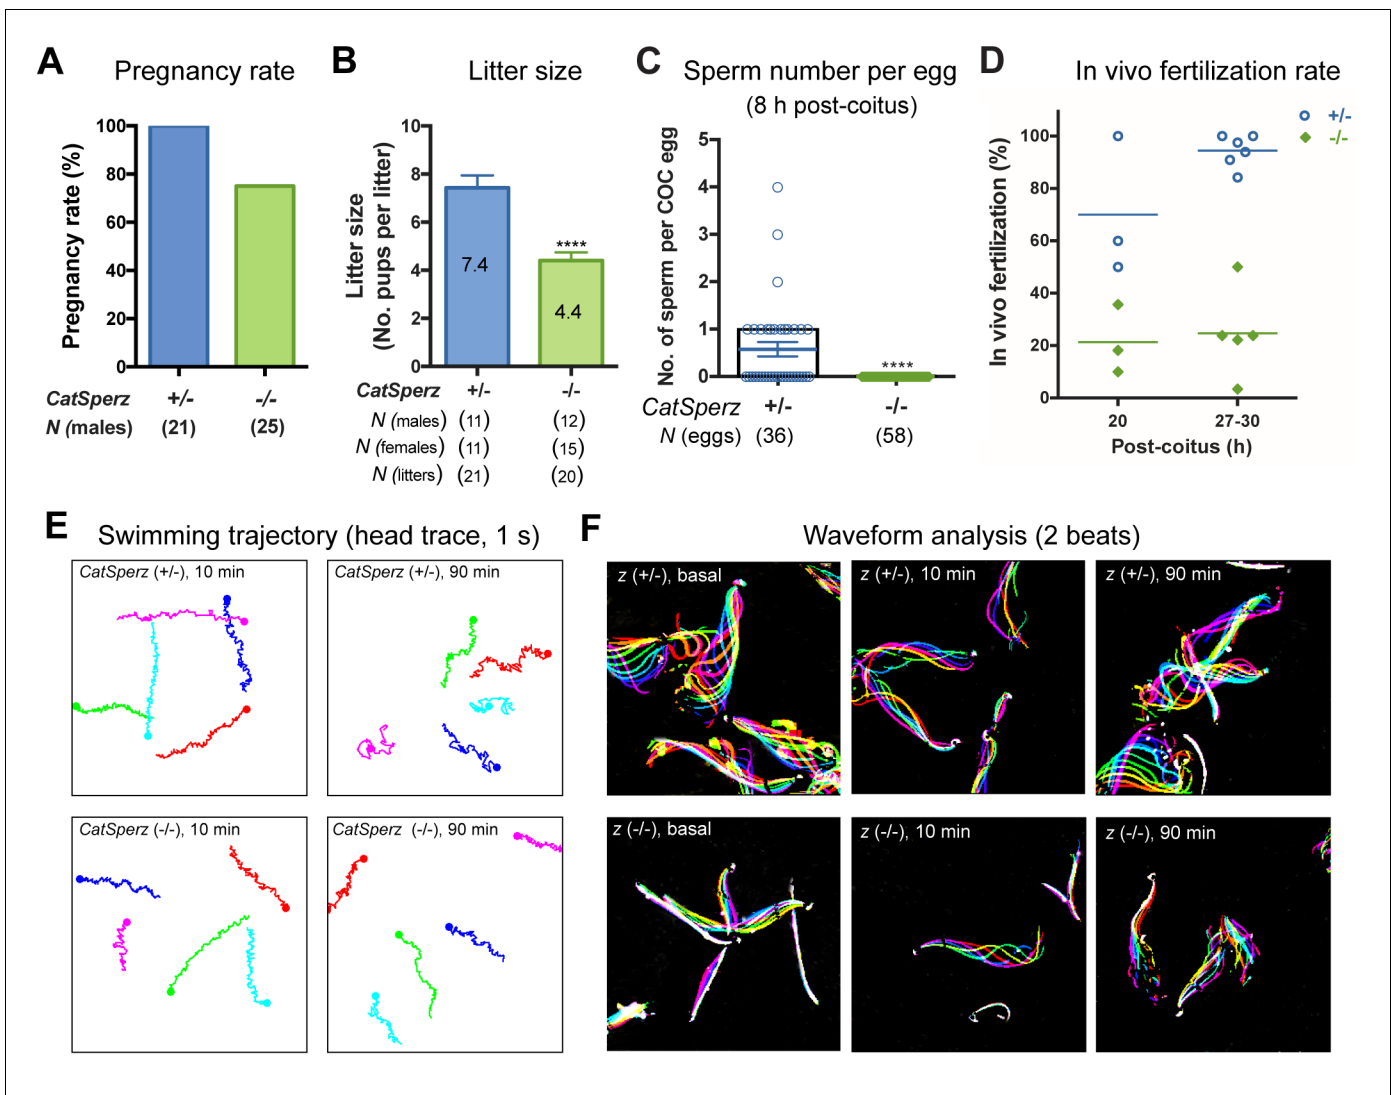 A Pregnancy rate
Pregnancy rate (%)
100
80
60
40
20
0
CatSperz +/- -/-
N (males) (21) (25)
B Litter size
Litter size
(No. pups per litter)
10
8
6
4
2
0
7.4
****
4.4
CatSperz +/- -/-
N (males) (11) (12)
N (females) (11) (15)
N (litters) (21) (20)
C Sperm number per egg
(8 h post-coitus)
No. of sperm per COC egg
5
4
3
2
1
0
****
CatSperz +/- -/-
N (eggs) (36) (58)
D In vivo fertilization rate
+/-
-/-
In vivo fertilization (%)
100
80
60
40
20
0
20 27-30
Post-coitus (h)
E Swimming trajectory (head trace, 1 s)
CatSperz (+/-), 10 min
CatSperz (+/-), 90 min
CatSperz (-/-), 10 min
CatSperz (-/-), 90 min
F Waveform analysis (2 beats)
z (+/-), basal
z (+/-), 10 min
z (+/-), 90 min
z (-/-), basal
z (-/-), 10 min
z (-/-), 90 min